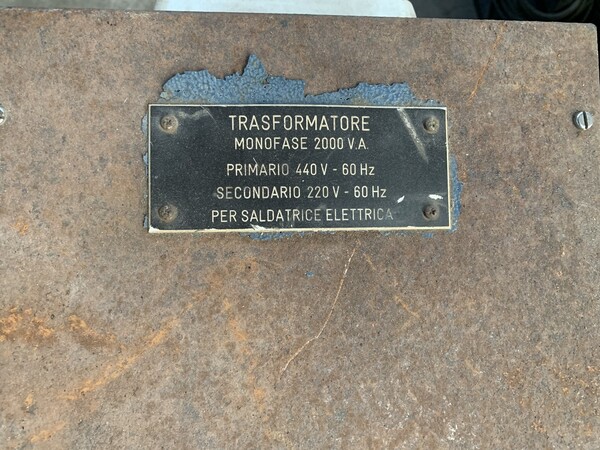 TRASFORMATORE
MONOFASE 2000 V.A.
PRIMARIO 440 V - 60 Hz
SECONDARIO 220 V - 60 Hz
PER SALDATRICE ELETTRICA